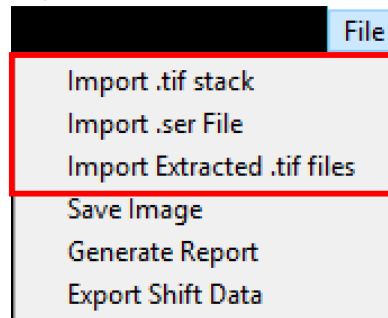 File
Import .tif stack
Import .ser File
Import Extracted .tif files
Save Image
Generate Report
Export Shift Data